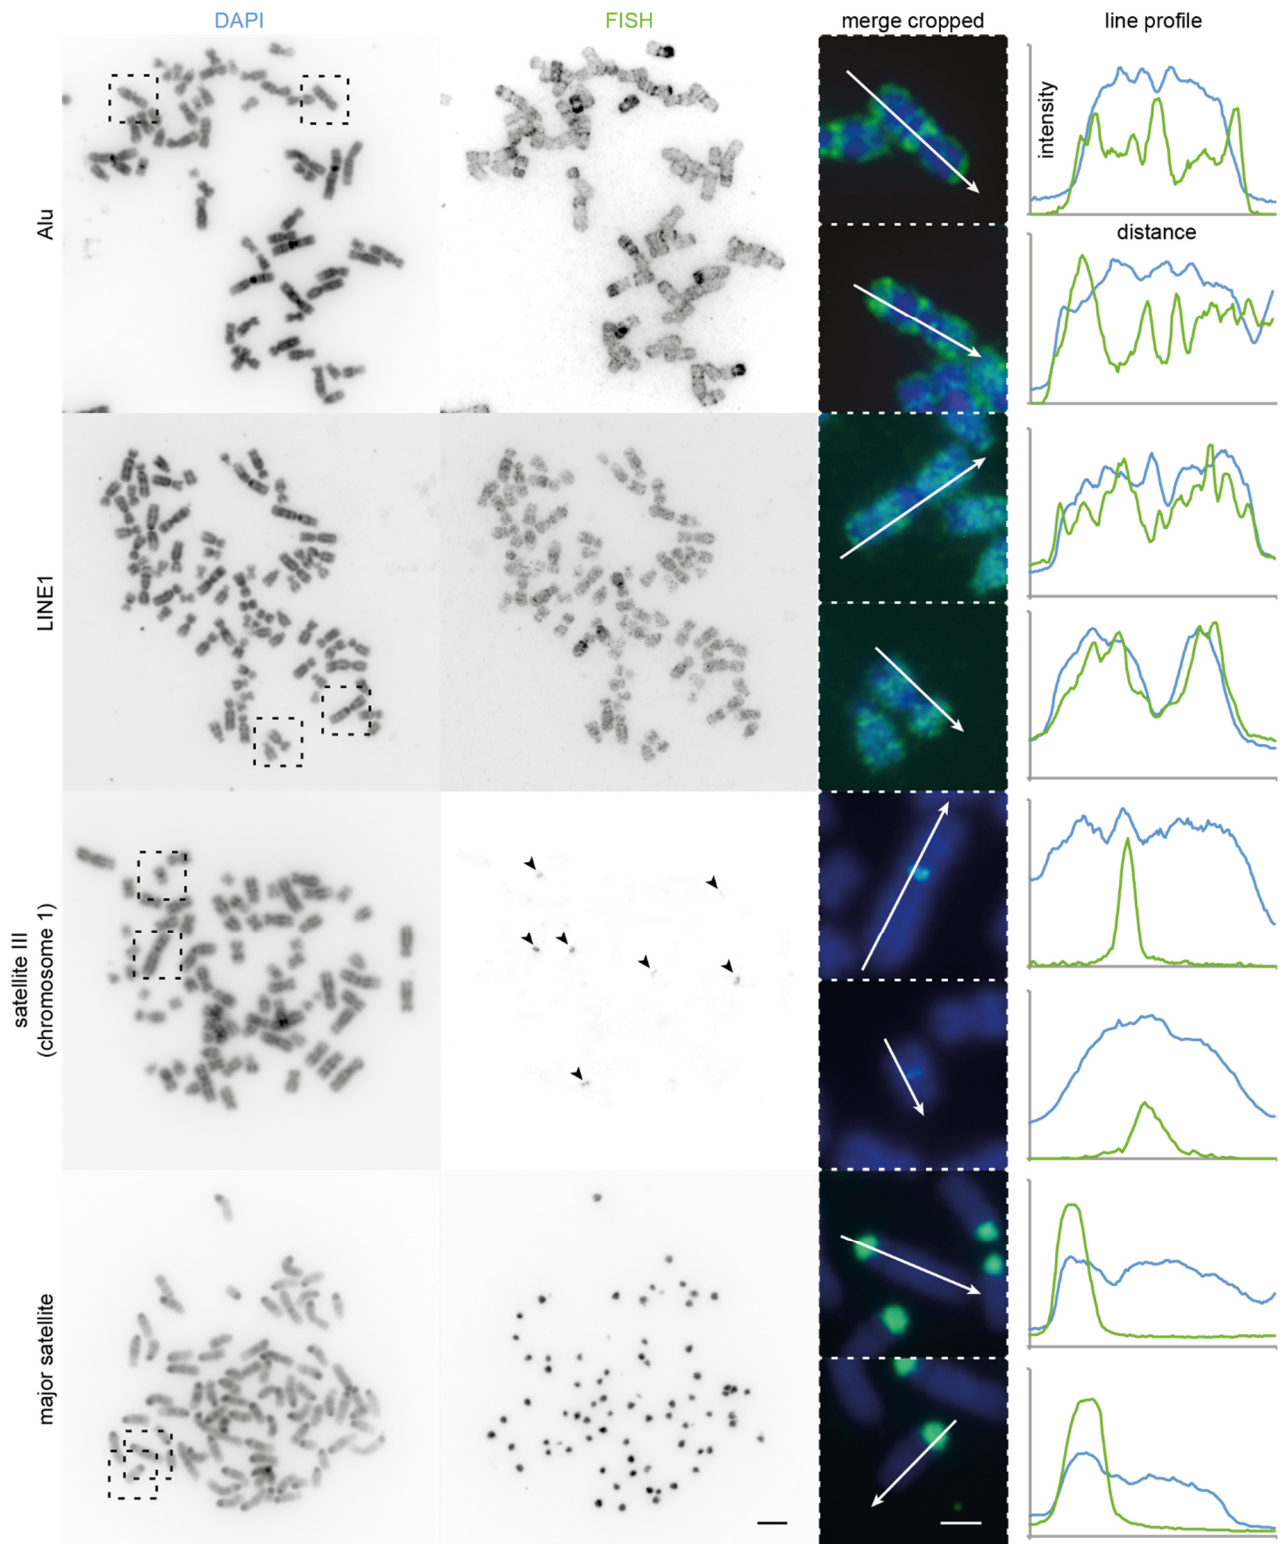 DAPI
FISH
merge cropped
line profile
Alu
intensity
distance
LINE1
satellite III
(chromosome 1)
major satellite